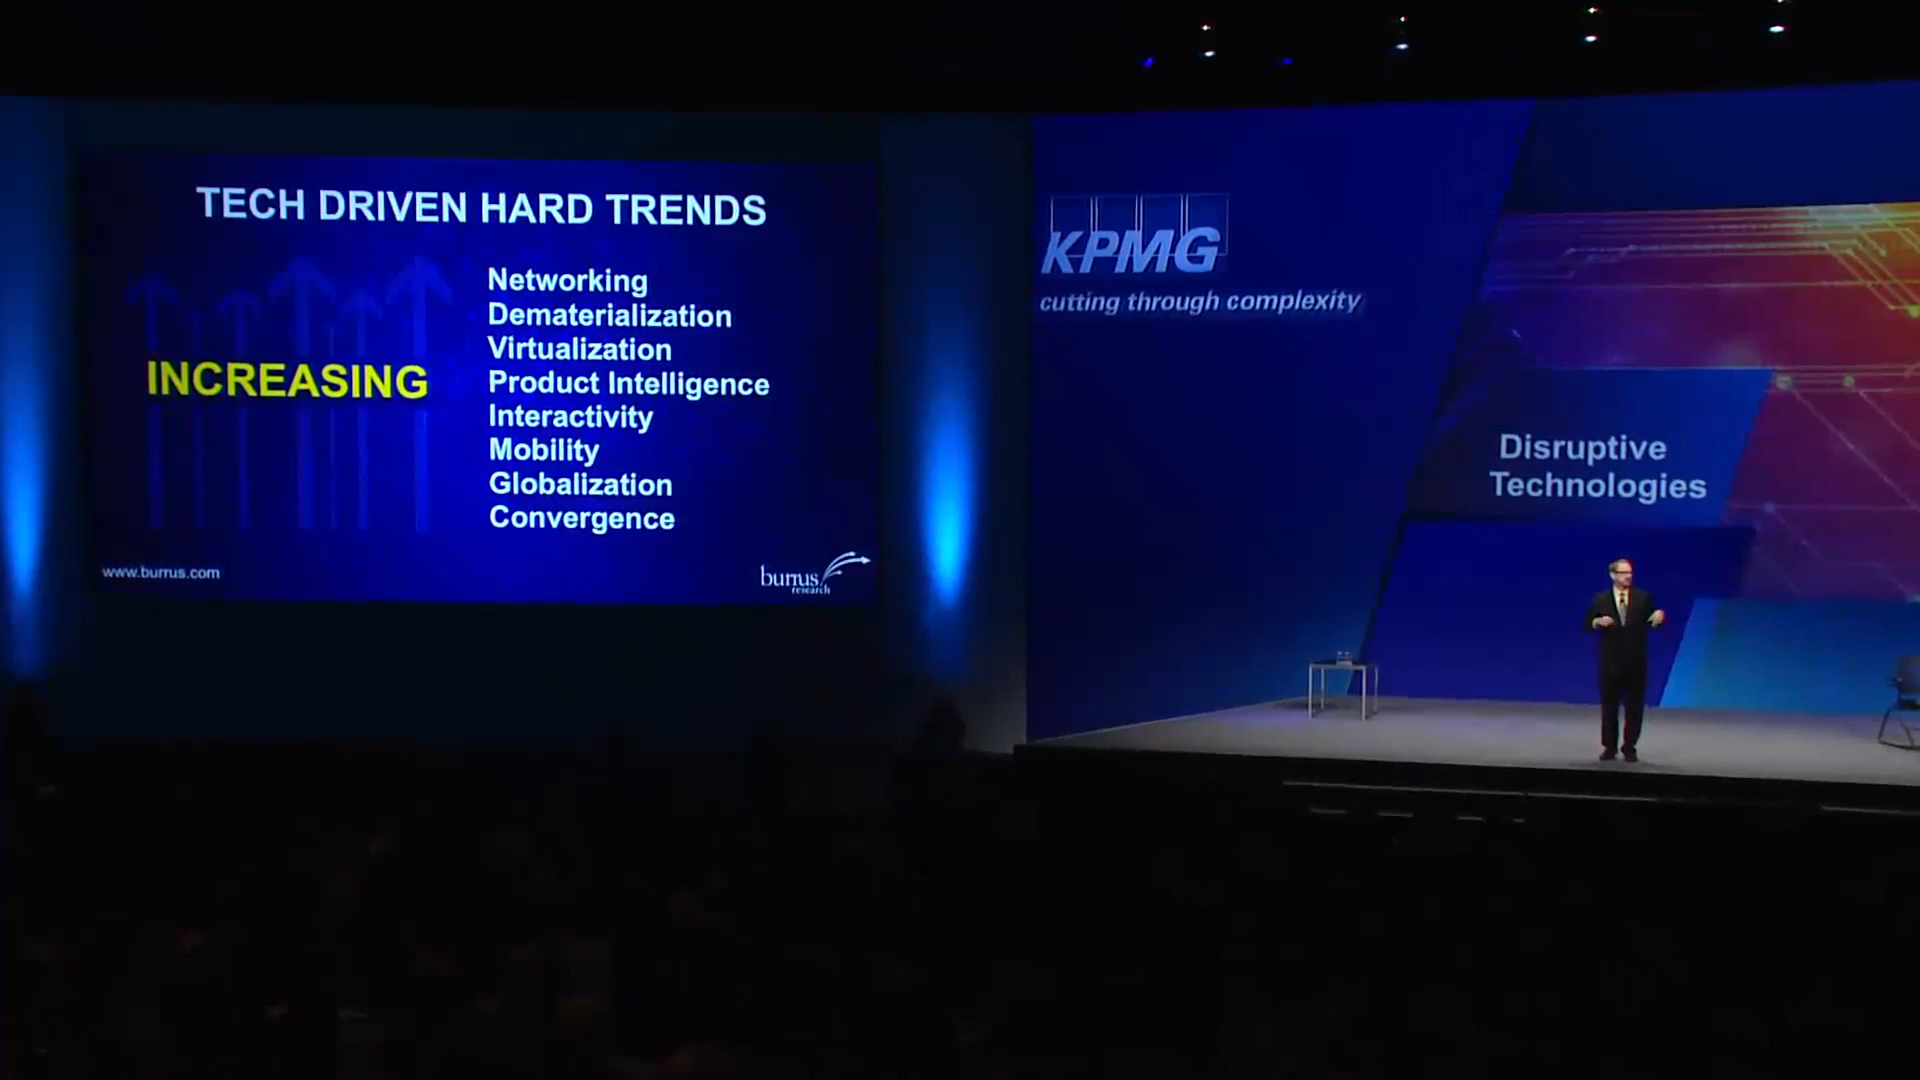 TECH DRIVEN HARD TRENDS
INCREASING
Networking
Dematerialization
Virtualization
Product Intelligence
Interactivity
Mobility
Globalization
Convergence
www.burrus.com
burrus
research
KPMG
cutting through complexity
Disruptive
Technologies